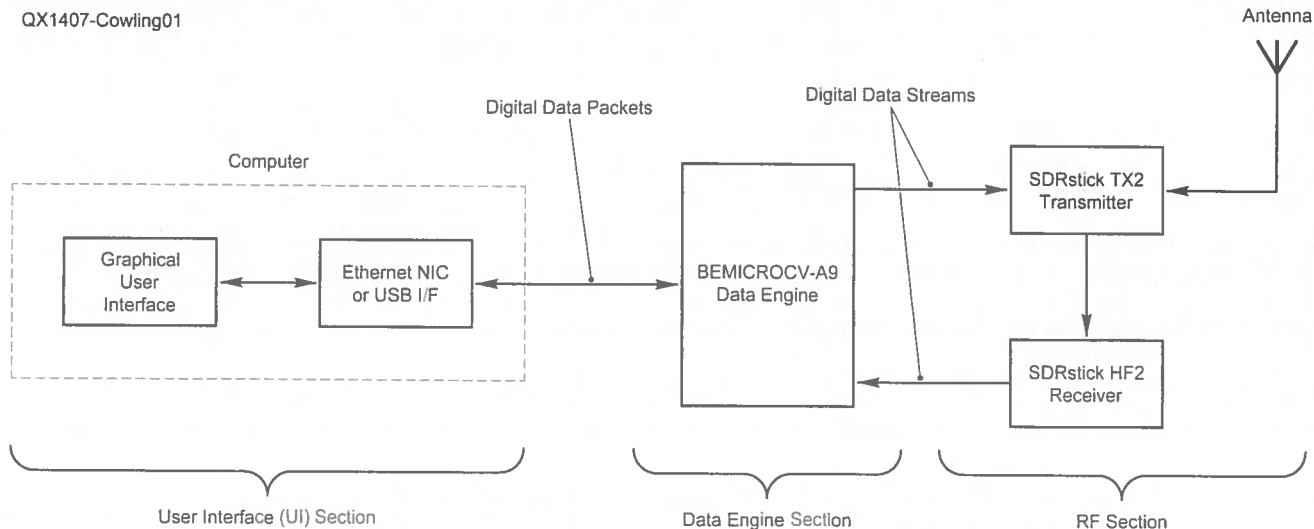 QX1407-Cowling01
Antenna
Digital Data Packets
Digital Data Streams
Computer
Graphical
User
Interface
Ethernet NIC
or USB I/F
BEMICROCV-A9
Data Engine
SDRstick TX2
Transmitter
SDRstick HF2
Receiver
User Interface (UI) Section
Data Engine Section
RF Section